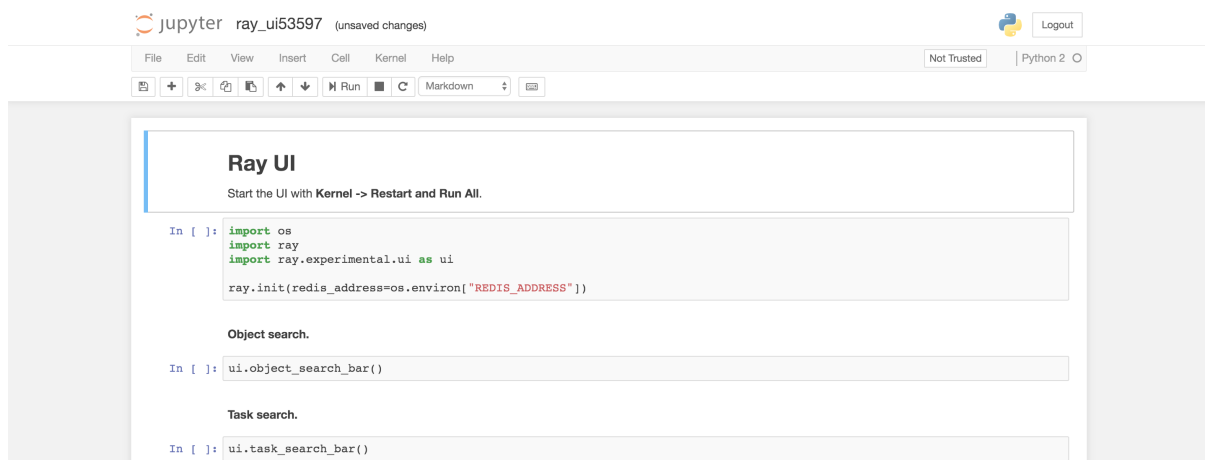 jupyter ray_ui53597 (unsaved changes) Logout
File Edit View Insert Cell Kernel Help Not Trusted Python 2
Run Markdown
Ray UI
Start the UI with Kernel -> Restart and Run All.
In [ ]: import os
import ray
import ray.experimental.ui as ui
ray.init(redis_address=os.environ["REDIS_ADDRESS"])
Object search.
In [ ]: ui.object_search_bar()
Task search.
In [ ]: ui.task_search_bar()